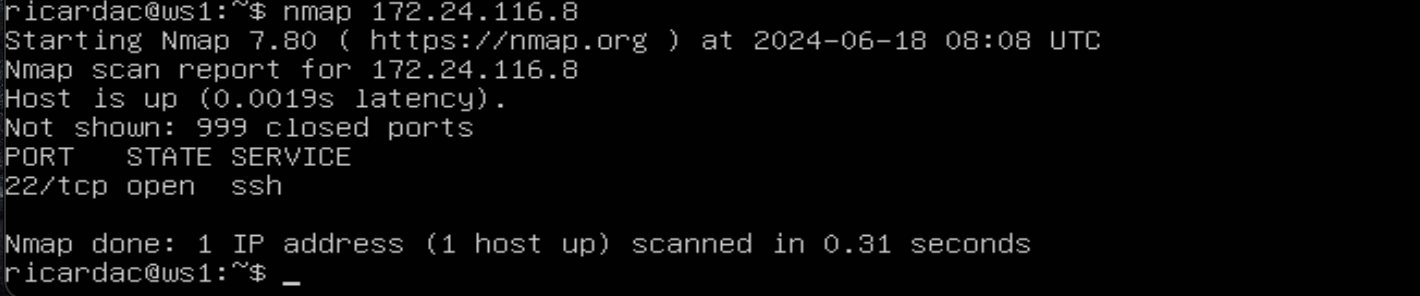 ricardac@ws1:~$ nmap 172.24.116.8
Starting Nmap 7.80 ( https://nmap.org ) at 2024-06-18 08:08 UTC
Nmap scan report for 172.24.116.8
Host is up (0.0019s latency).
Not shown: 999 closed ports
PORT   STATE SERVICE
22/tcp open  ssh

Nmap done: 1 IP address (1 host up) scanned in 0.31 seconds
ricardac@ws1:~$ _